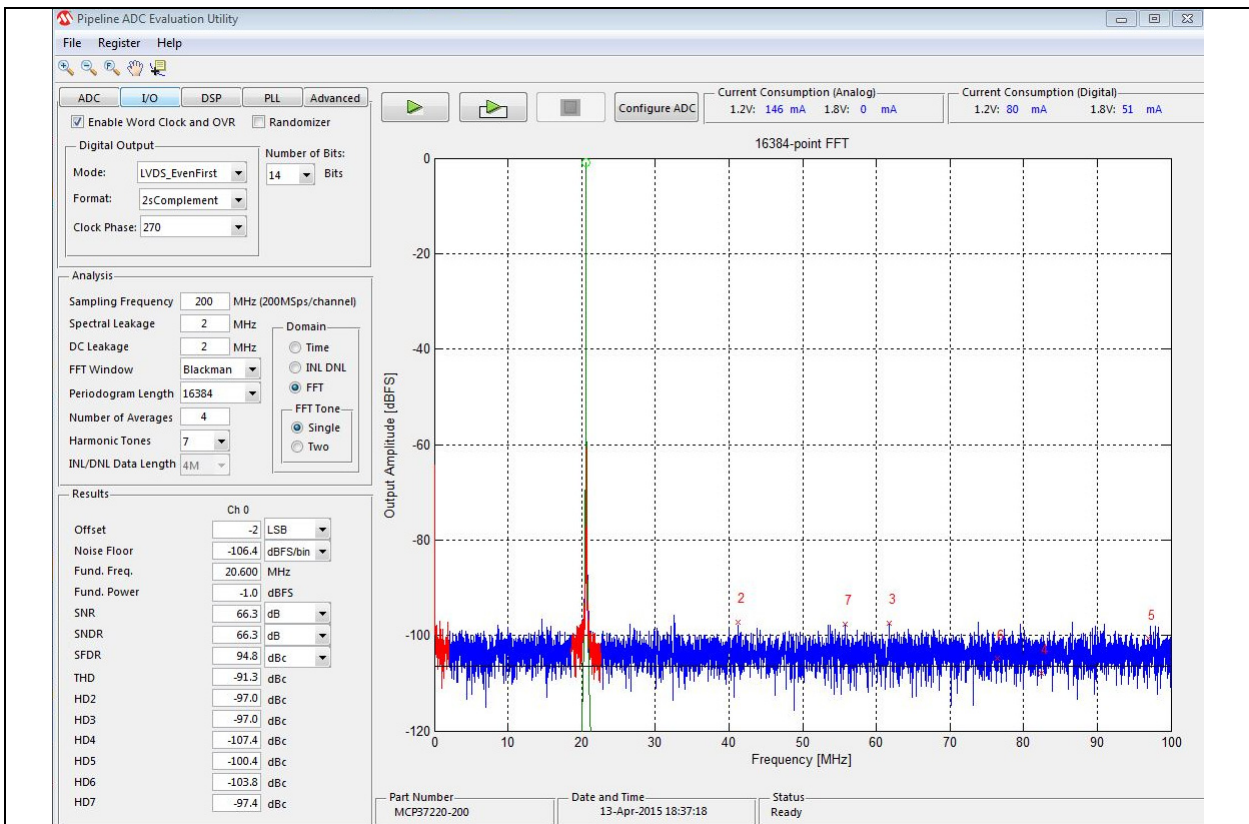 Pipeline ADC Evaluation Utility
File Register Help
ADC I/O DSP PLL Advanced
Enable Word Clock and OVR Randomizer
Digital Output
Mode: LVDS_EvenFirst
Format: 2sComplement
Clock Phase: 270
Number of Bits:
14 Bits
Analysis
Sampling Frequency 200 MHz (200MSps/channel)
Spectral Leakage 2 MHz
DC Leakage 2 MHz
FFT Window Blackman
Periodogram Length 16384
Number of Averages 4
Harmonic Tones 7
INL/DNL Data Length 4M
Domain
Time
INL DNL
FFT
FFT Tone
Single
Two
Results
Ch 0
Offset -2 LSB
Noise Floor -106.4 dBFS/bin
Fund. Freq. 20.600 MHz
Fund. Power -1.0 dBFS
SNR 66.3 dB
SNDR 66.3 dB
SFDR 94.8 dBc
THD -91.3 dBc
HD2 -97.0 dBc
HD3 -97.0 dBc
HD4 -107.4 dBc
HD5 -100.4 dBc
HD6 -103.8 dBc
HD7 -97.4 dBc
Configure ADC
Current Consumption (Analog)
1.2V: 146 mA 1.8V: 0 mA
Current Consumption (Digital)
1.2V: 80 mA 1.8V: 51 mA
16384-point FFT
Output Amplitude [dBFS]
0
-20
-40
-60
-80
-100
-120
2 7 3 6 4 5
0 10 20 30 40 50 60 70 80 90 100
Frequency [MHz]
Part Number
MCP37220-200
Date and Time
13-Apr-2015 18:37:18
Status
Ready